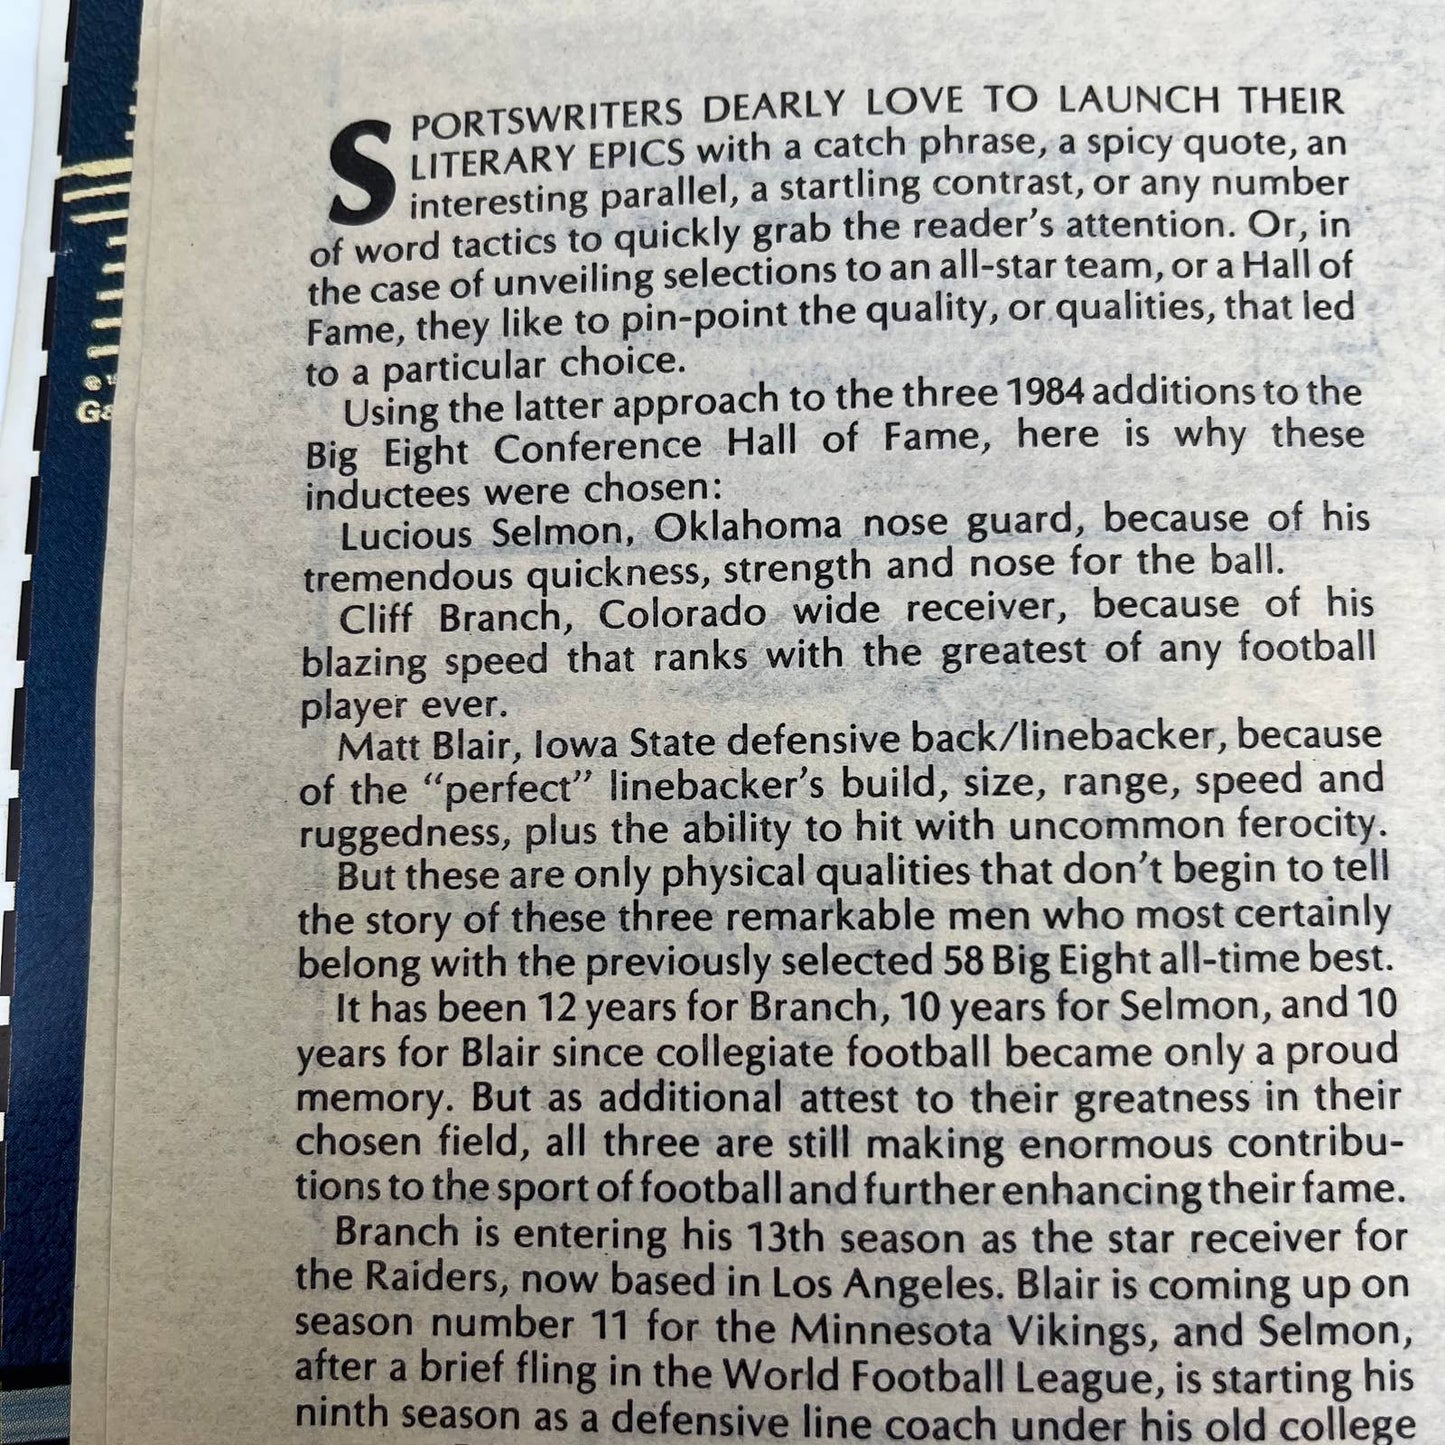 SPORTSWRITERS DEARLY LOVE TO LAUNCH THEIR
LITERARY EPICS with a catch phrase, a spicy quote, an
interesting parallel, a startling contrast, or any number
of word tactics to quickly grab the reader's attention. Or, in
the case of unveiling selections to an all-star team, or a Hall of
Fame, they like to pin-point the quality, or qualities, that led
to a particular choice.
Using the latter approach to the three 1984 additions to the
Big Eight Conference Hall of Fame, here is why these
inductees were chosen:
Lucious Selmon, Oklahoma nose guard, because of his
tremendous quickness, strength and nose for the ball.
Cliff Branch, Colorado wide receiver, because of his
blazing speed that ranks with the greatest of any football
player ever.
Matt Blair, Iowa State defensive back/linebacker, because
of the “perfect” linebacker's build, size, range, speed and
ruggedness, plus the ability to hit with uncommon ferocity.
But these are only physical qualities that don't begin to tell
the story of these three remarkable men who most certainly
belong with the previously selected 58 Big Eight all-time best.
It has been 12 years for Branch, 10 years for Selmon, and 10
years for Blair since collegiate football became only a proud
memory. But as additional attest to their greatness in their
chosen field, all three are still making enormous contribu-
tions to the sport of football and further enhancing their fame.
Branch is entering his 13th season as the star receiver for
the Raiders, now based in Los Angeles. Blair is coming up on
season number 11 for the Minnesota Vikings, and Selmon,
after a brief fling in the World Football League, is starting his
ninth season as a defensive line coach under his old college